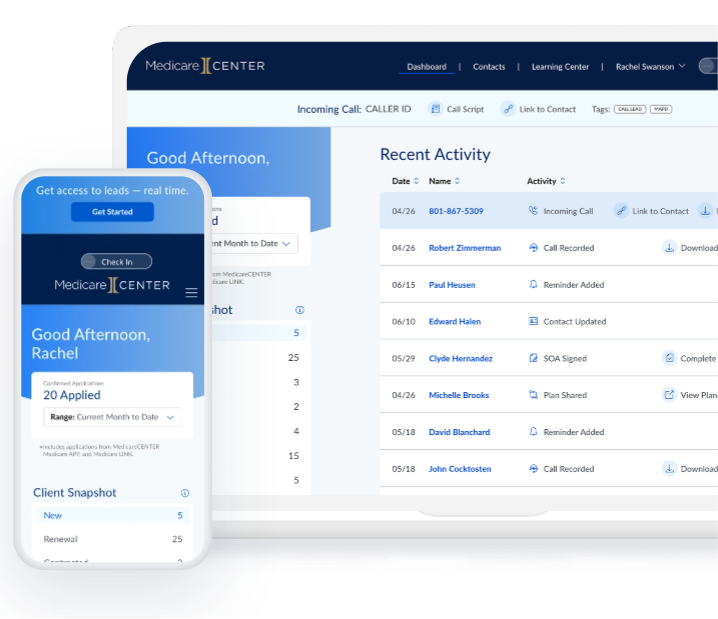 Medicare CENTER
Dashboard | Contacts | Learning Center | Rachel Swanson
Incoming Call: CALLER ID Call Script Link to Contact Tags: CALL LEAD MAPD
Good Afternoon,
nt Month to Date
shot
5
25
3
2
4
15
5
Recent Activity
Date Name Activity
04/26 801-867-5309 Incoming Call Link to Contact
04/26 Robert Zimmerman Call Recorded Download
06/15 Paul Heusen Reminder Added
06/10 Edward Halen Contact Updated
05/29 Clyde Hernandez SOA Signed Complete
04/26 Michelle Brooks Plan Shared View Plans
05/18 David Blanchard Reminder Added
05/18 John Cocktosten Call Recorded Download
Get access to leads — real time.
Get Started
Check In
Medicare CENTER
Good Afternoon,
Rachel
Confirmed Applications
20 Applied
Range: Current Month to Date
*Includes applications from MedicareCENTER
Medicare APP, and Medicare LINK.
Client Snapshot
New 5
Renewal 25